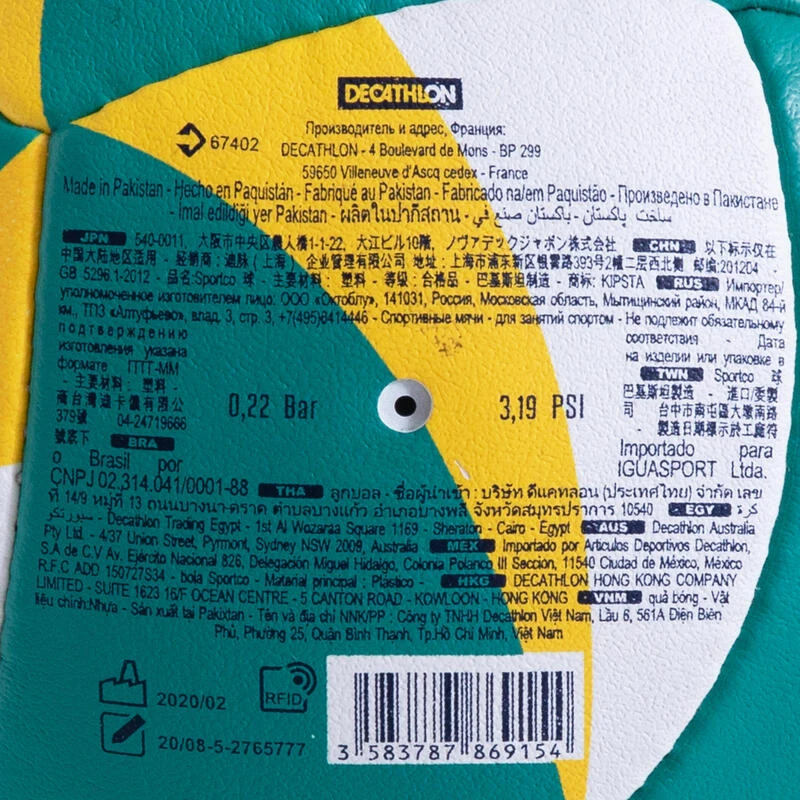 DECATHLON
67402
Производитель и адрес, Франция:
DECATHLON - 4 Boulevard de Mons - BP 299
59650 Villeneuve d'Ascq cedex - France
Made in Pakistan - Hecho en Paquistán - Fabriqué au Pakistan - Fabricado na/em Paquistão - Произведено в Пакистане
- İmal edildiği yer Pakistan - ผลิตในปากีสถาน - ساخت پاکستان - پاکستان صنع في
JPN 540-0011, 大阪市中央区農人橋1-1-22, 大江ビル10階, ノヴァデックジャポン株式会社 CHN 以下标示仅在
中国大陆地区适用 - 经销商: 迪脉 (上海) 企业管理有限公司 地址: 上海市浦东新区银霄路393号2幢二层西北侧 邮编:201204 -
GB 5296.1-2012 - 品名:Sportco 球 - 主要材料: 塑料 - 等级: 合格品 - 巴基斯坦制造 - 商标: KIPSTA RUS Импортер/
уполномоченное изготовителем лицо: ООО «Октоблу», 141031, Россия, Московская область, Мытищинский район, МКАД 84-й
км., ТПЗ «Алтуфьево», влад. 3, стр. 3, +7(495)6414446 - Спортивные мячи - для занятий спортом - Не подлежит обязательному
подтверждению соответствия - Дата
изготовления указана на изделии или упаковке в
формате ГГГГ-ММ TWN Sportco 球
- 主要材料: 塑料 - 巴基斯坦製造 - 進口/委製
商台灣迪卡儂有限公司 台中市南屯區大墩南路
379號 04-24719666 - 製造日期標示於工廠符
號底下 BRA Importado para
o Brasil por IGUASPORT Ltda.
0,22 Bar 3,19 PSI
CNPJ 02.314.041/0001-88 THA ลูกบอล - ชื่อผู้นำเข้า : บริษัท ดีแคทลอน (ประเทศไทย) จำกัด เลข
ที่ 14/9 หมู่ที่ 13 ถนนบางนา-ตราด ตำบลบางแก้ว อำเภอบางพลี จังหวัดสมุทรปราการ 10540 EGY كرة
سبورتكو - Decathlon Trading Egypt - 1st Al Wozaraa Square 1169 - Sheraton - Cairo - Egypt AUS Decathlon Australia
Pty Ltd. - 4/37 Union Street, Pyrmont, Sydney NSW 2009, Australia MEX Importado por Articulos Deportivos Decathlon,
S.A de C.V Av. Ejército Nacional 826, Delegación Miguel Hidalgo, Colonia Polanco III Sección, 11540 Ciudad de México, México
R.F.C ADD 150727S34 - bola Sportco - Material principal : Plástico - HKG DECATHLON HONG KONG COMPANY
LIMITED - SUITE 1623 16/F OCEAN CENTRE - 5 CANTON ROAD - KOWLOON - HONG KONG VNM quả bóng - Vật
liệu chính:Nhựa - Sản xuất tại Pakixtan - Tên và địa chỉ NNK/PP : Công ty TNHH Decathlon Việt Nam, Lầu 6, 561A Điện Biên
Phủ, Phường 25, Quận Bình Thạnh, Tp.Hồ Chí Minh, Việt Nam
2020/02 RFID
20/08-5-2765777
3 583787 869154